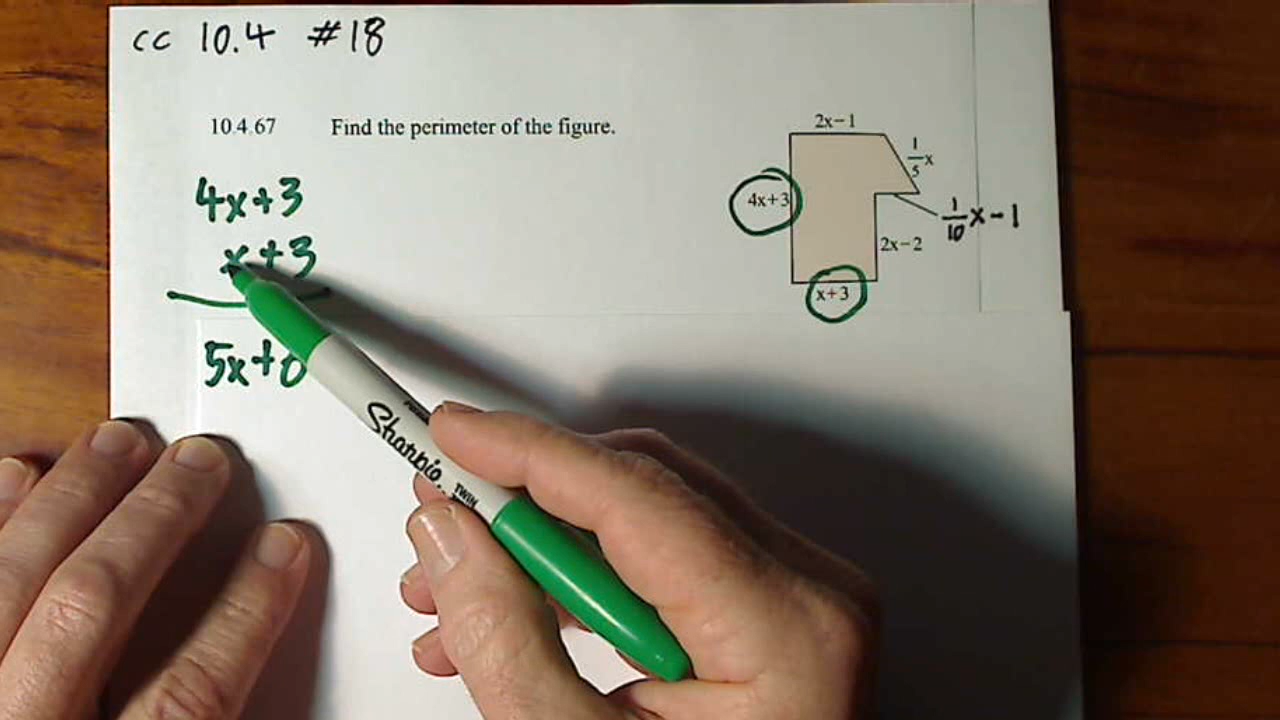 cc 10.4 #18
10.4.67 Find the perimeter of the figure.
2x-1
1/5 x
4x+3
1/10 x-1
2x-2
x+3
4x+3
x+3
5x+6
Sharpie
TWIN